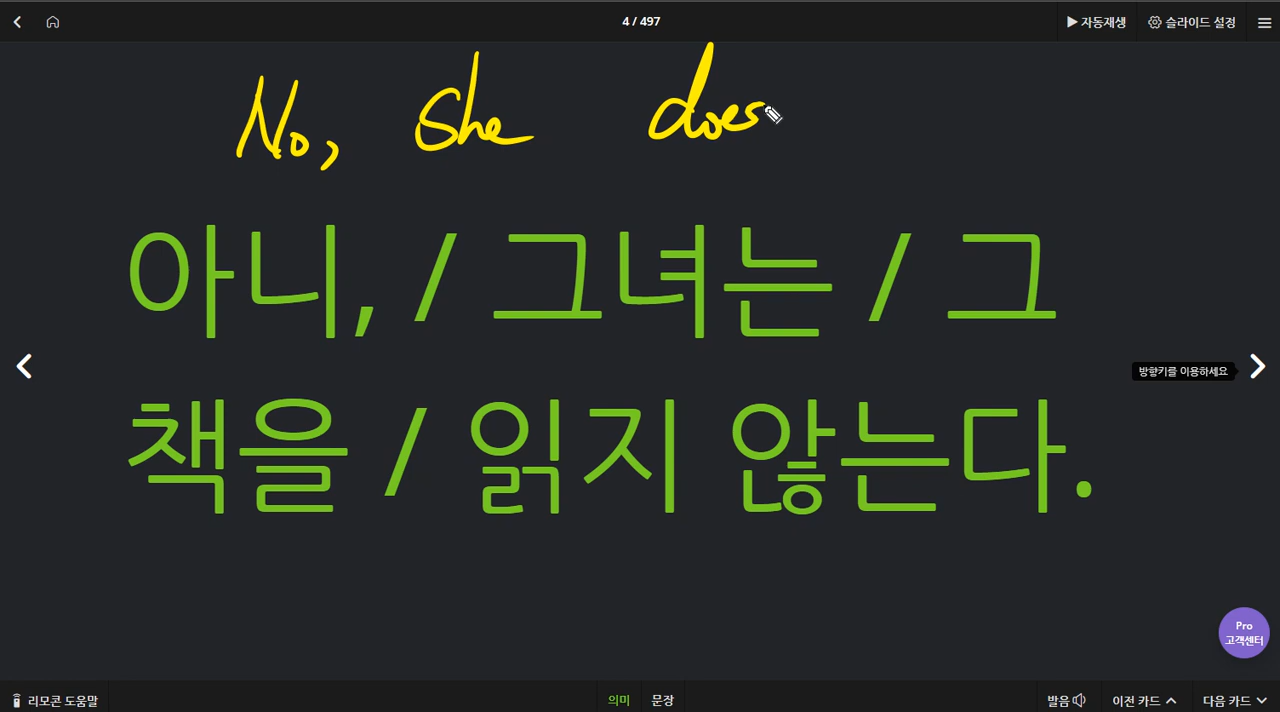 4 / 497
자동재생
슬라이드 설정
No, She does
아니, / 그녀는 / 그
책을 / 읽지 않는다.
방향키를 이용하세요
Pro
고객센터
리모콘 도움말
의미
문장
발음
이전 카드
다음 카드